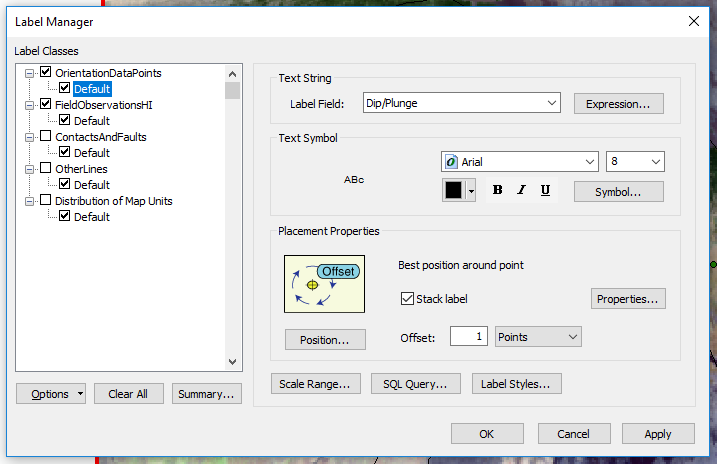 Label Manager
Label Classes
OrientationDataPoints
Default
FieldObservationsHI
Default
ContactsAndFaults
Default
OtherLines
Default
Distribution of Map Units
Default
Options
Clear All
Summary...
Text String
Label Field:
Dip/Plunge
Expression...
Text Symbol
ABc
O Arial
8
B I U
Symbol...
Placement Properties
Offset
Best position around point
Stack label
Properties...
Position...
Offset:
1
Points
Scale Range...
SQL Query...
Label Styles...
OK
Cancel
Apply